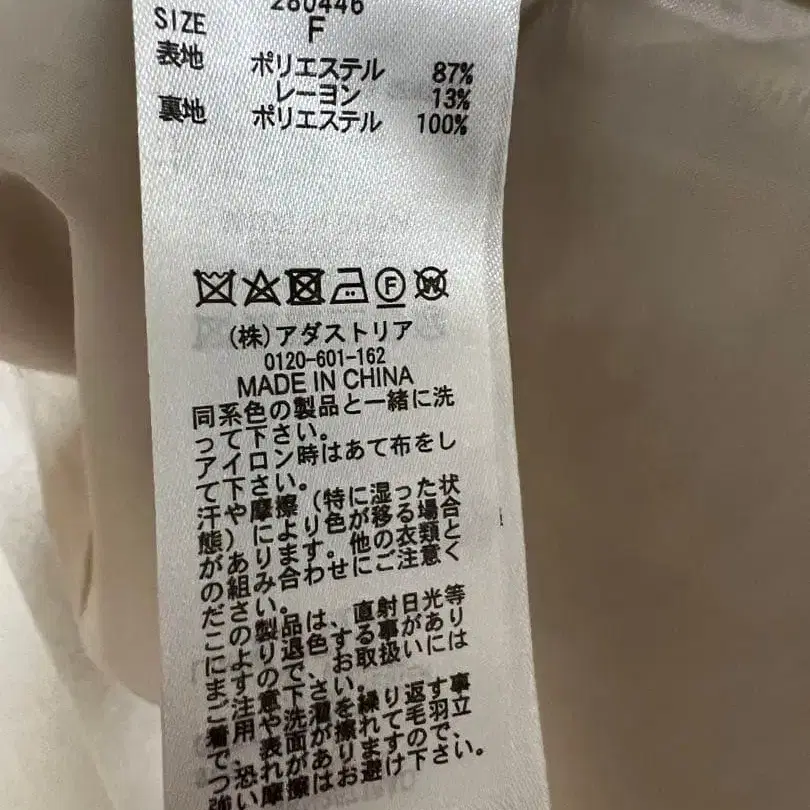 280446
SIZE F
表地 ポリエステル 87%
レーヨン 13%
裏地 ポリエステル 100%
F W
(株)アダストリア
0120-601-162
MADE IN CHINA
同系色の製品と一緒に洗
って下さい。
アイロン時はあて布をし
て下さい。
汗や摩擦(特に湿った状
態)により色が移る場合
があります。他の衣類と
の組み合わせにご注意く
ださい。
この製品は、直射日光等
により退色する事があり
ますので、お取扱いには
ご注意下さい。
着用や洗濯を繰り返す事
で、表面が擦れて毛羽立
つ恐れがありますので、
強い摩擦はお避け下さい。